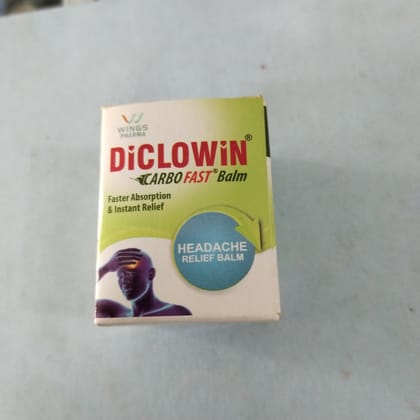 WINGS
PHARMA
DiCLOWiN®
CARBO FAST® Balm
Faster Absorption
& Instant Relief
HEADACHE
RELIEF BALM